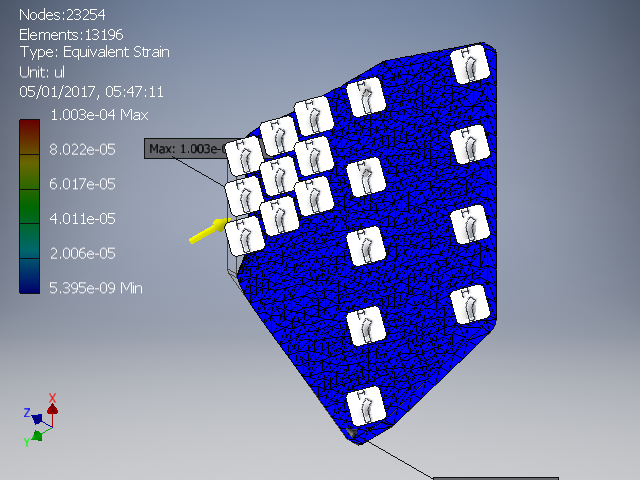 Nodes:23254
Elements:13196
Type: Equivalent Strain
Unit: ul
05/01/2017, 05:47:11
1.003e-04 Max
8.022e-05
6.017e-05
4.011e-05
2.006e-05
5.395e-09 Min
Max: 1.003e-0
X
Z
Y